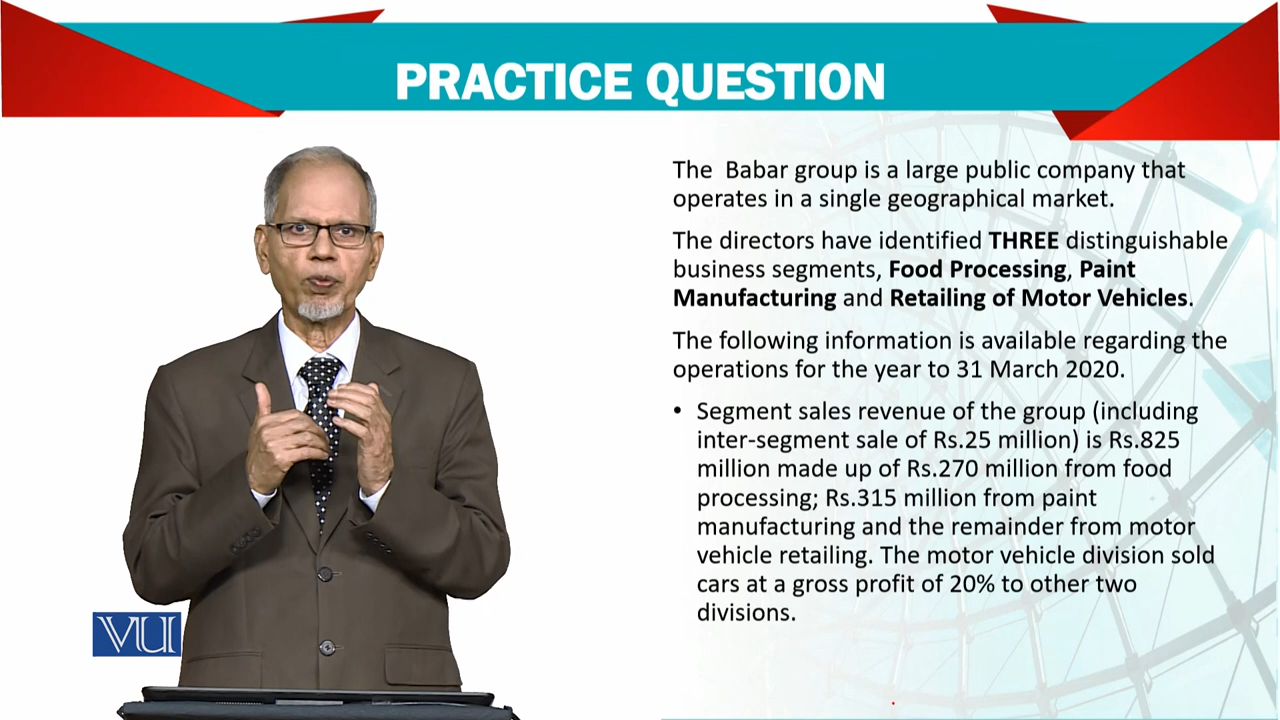 PRACTICE QUESTION
The Babar group is a large public company that
operates in a single geographical market.
The directors have identified THREE distinguishable
business segments, Food Processing, Paint
Manufacturing and Retailing of Motor Vehicles.
The following information is available regarding the
operations for the year to 31 March 2020.
• Segment sales revenue of the group (including
inter-segment sale of Rs.25 million) is Rs.825
million made up of Rs.270 million from food
processing; Rs.315 million from paint
manufacturing and the remainder from motor
vehicle retailing. The motor vehicle division sold
cars at a gross profit of 20% to other two
divisions.
VU